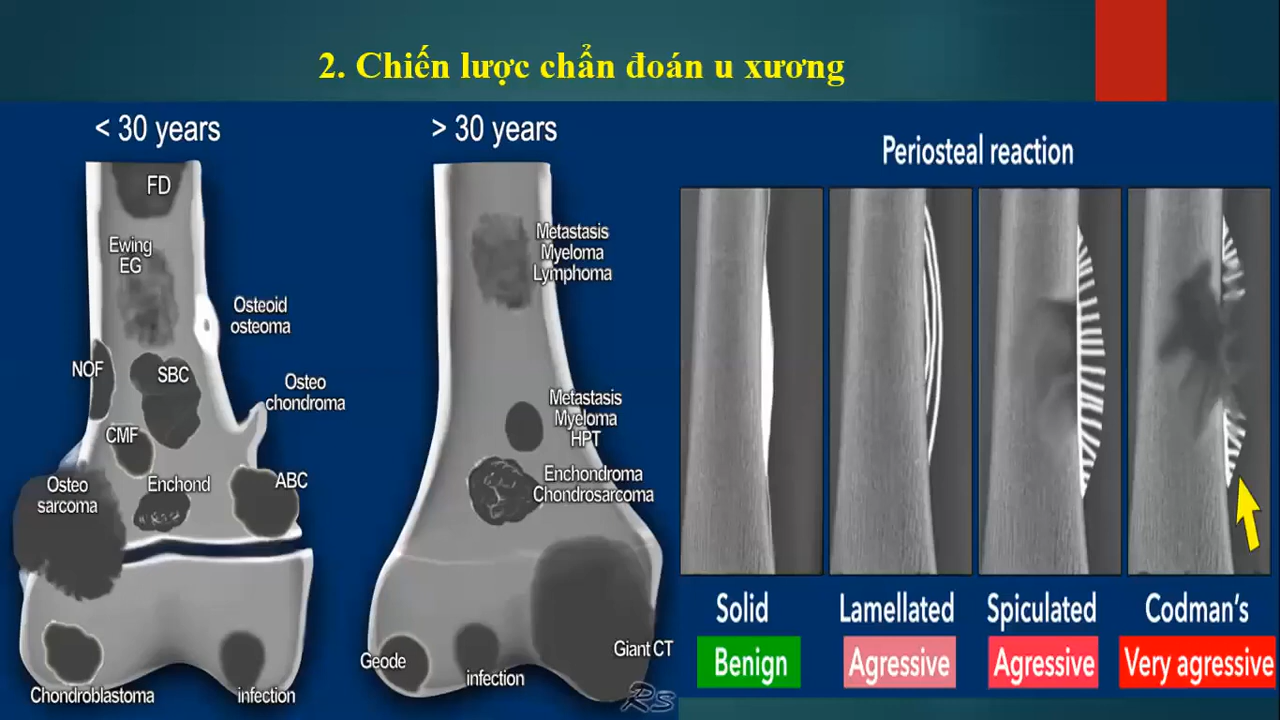 2. Chiến lược chẩn đoán u xương
< 30 years
FD
Ewing
EG
Osteoid
osteoma
NOF
SBC
Osteo
chondroma
CMF
Osteo
sarcoma
Enchond
ABC
Chondroblastoma
infection
> 30 years
Metastasis
Myeloma
Lymphoma
Metastasis
Myeloma
HPT
Enchondroma
Chondrosarcoma
Geode
infection
Giant CT
RS
Periosteal reaction
Solid
Lamellated
Spiculated
Codman's
Benign
Agressive
Agressive
Very agressive